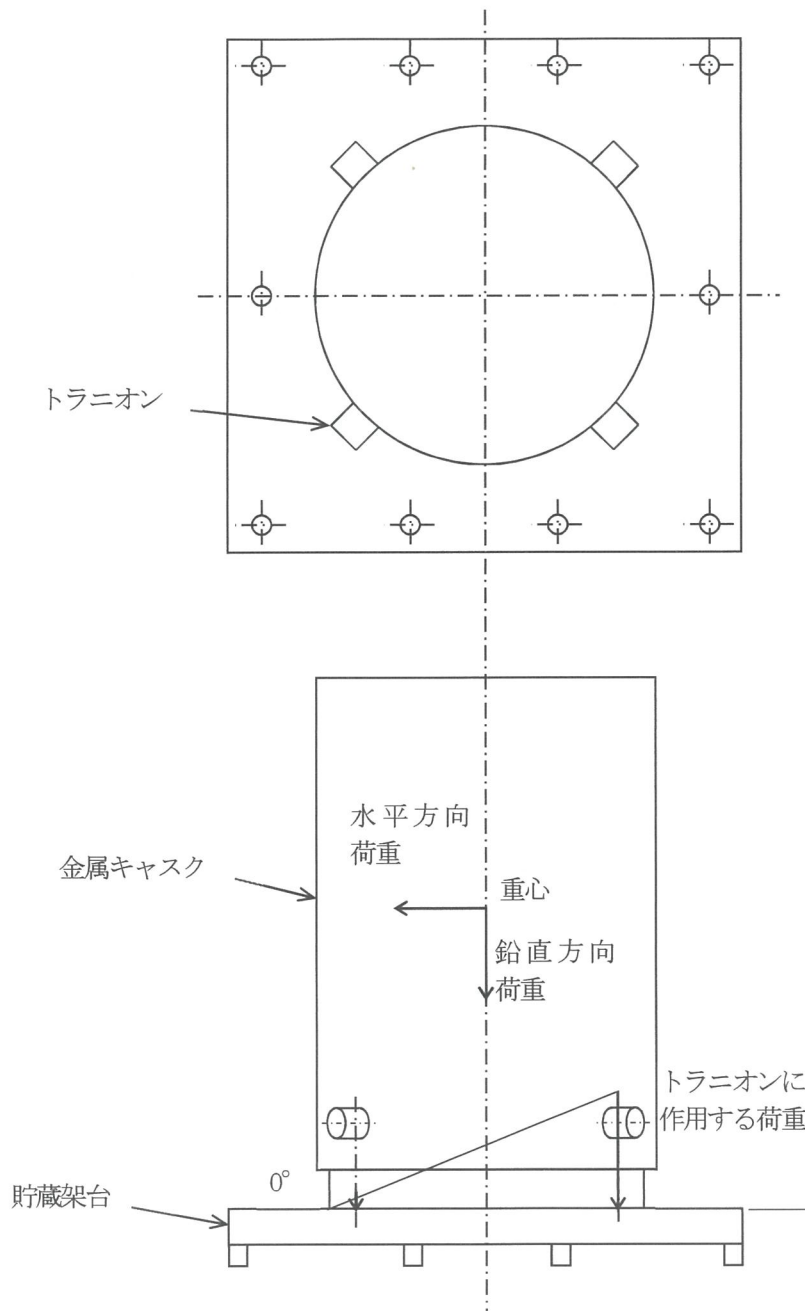 トラニオン
水平方向
荷重
金属キャスク
重心
鉛直方向
荷重
トラニオンに
作用する荷重
0°
貯蔵架台